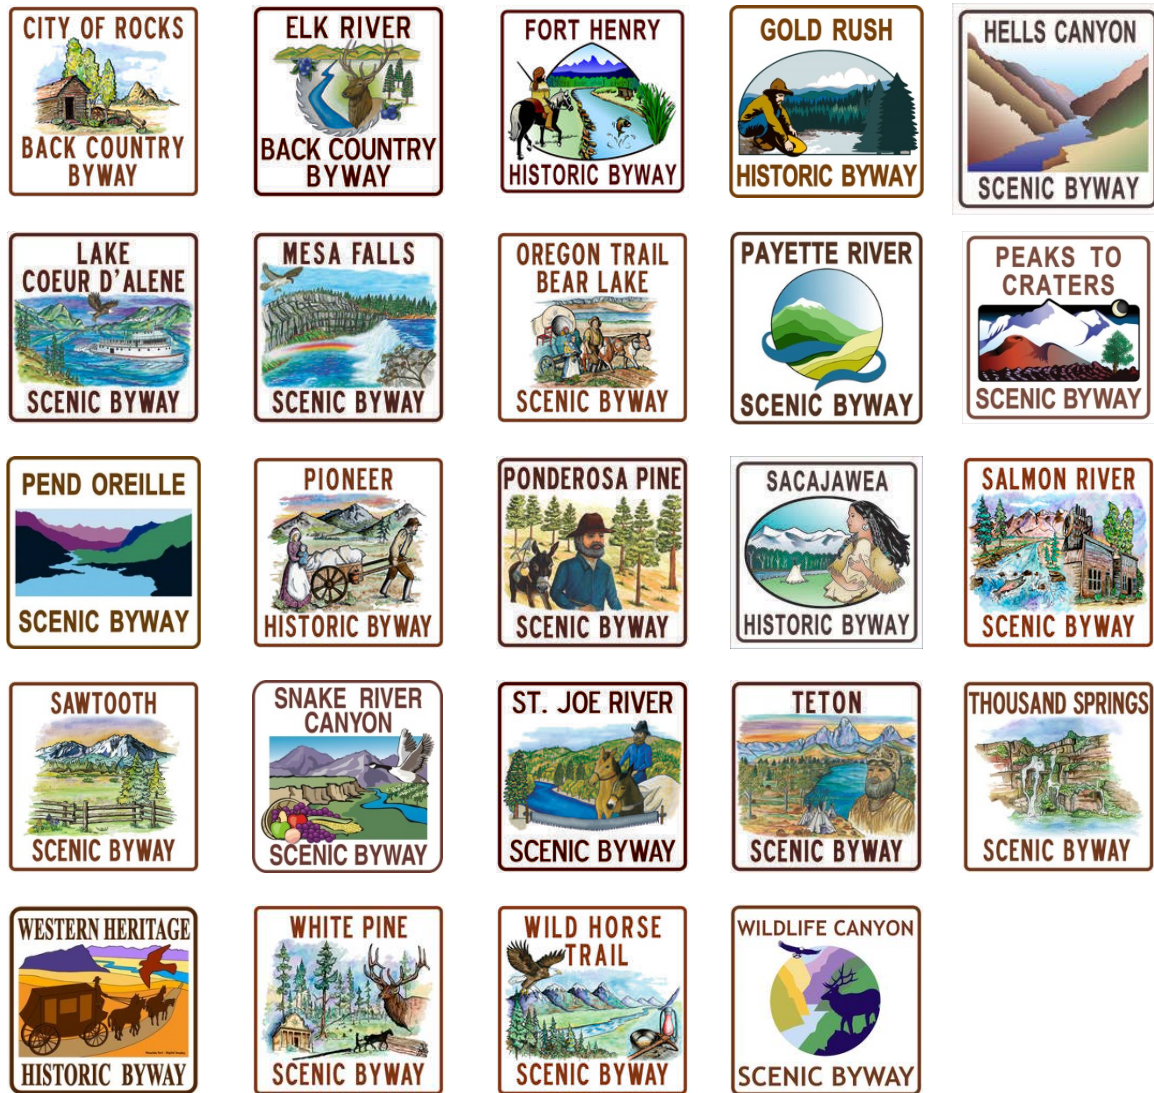 CITY OF ROCKS
BACK COUNTRY
BYWAY
ELK RIVER
BACK COUNTRY
BYWAY
FORT HENRY
HISTORIC BYWAY
GOLD RUSH
HISTORIC BYWAY
HELLS CANYON
SCENIC BYWAY
LAKE
COEUR D'ALENE
SCENIC BYWAY
MESA FALLS
SCENIC BYWAY
OREGON TRAIL
BEAR LAKE
SCENIC BYWAY
PAYETTE RIVER
SCENIC BYWAY
PEAKS TO
CRATERS
SCENIC BYWAY
PEND OREILLE
SCENIC BYWAY
PIONEER
HISTORIC BYWAY
PONDEROSA PINE
SCENIC BYWAY
SACAJAWEA
HISTORIC BYWAY
SALMON RIVER
SCENIC BYWAY
SAWTOOTH
SCENIC BYWAY
SNAKE RIVER
CANYON
SCENIC BYWAY
ST. JOE RIVER
SCENIC BYWAY
TETON
SCENIC BYWAY
THOUSAND SPRINGS
SCENIC BYWAY
WESTERN HERITAGE
HISTORIC BYWAY
WHITE PINE
SCENIC BYWAY
WILD HORSE
TRAIL
SCENIC BYWAY
WILDLIFE CANYON
SCENIC BYWAY